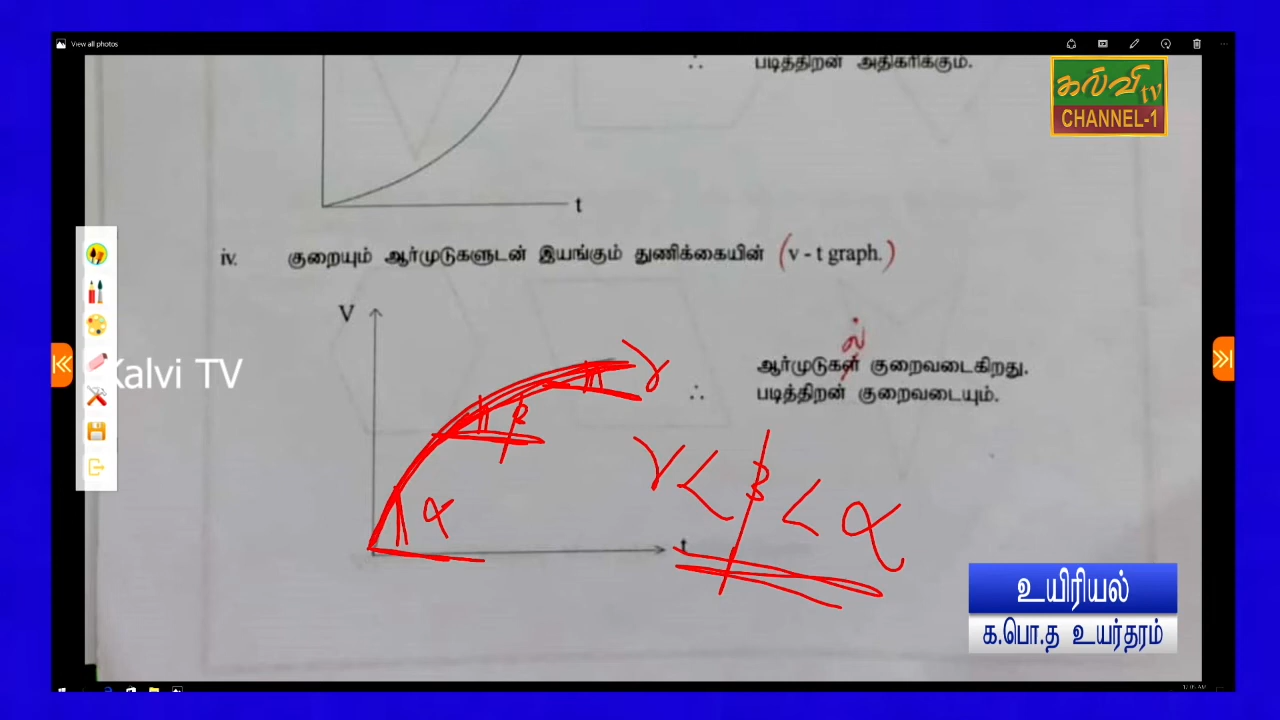 View all photos
∴ படித்திறன் அதிகரிக்கும்.
கல்வி tv
CHANNEL-1
t
iv. குறையும் ஆர்முடுகளுடன் இயங்கும் துணிக்கையின் (v - t graph.)
V
ல்
Kalvi TV
ஆர்முடுகள் குறைவடைகிறது.
∴ படித்திறன் குறைவடையும்.
γ
β
α
γ < β < α
t
உயிரியல்
க.பொ.த உயர்தரம்